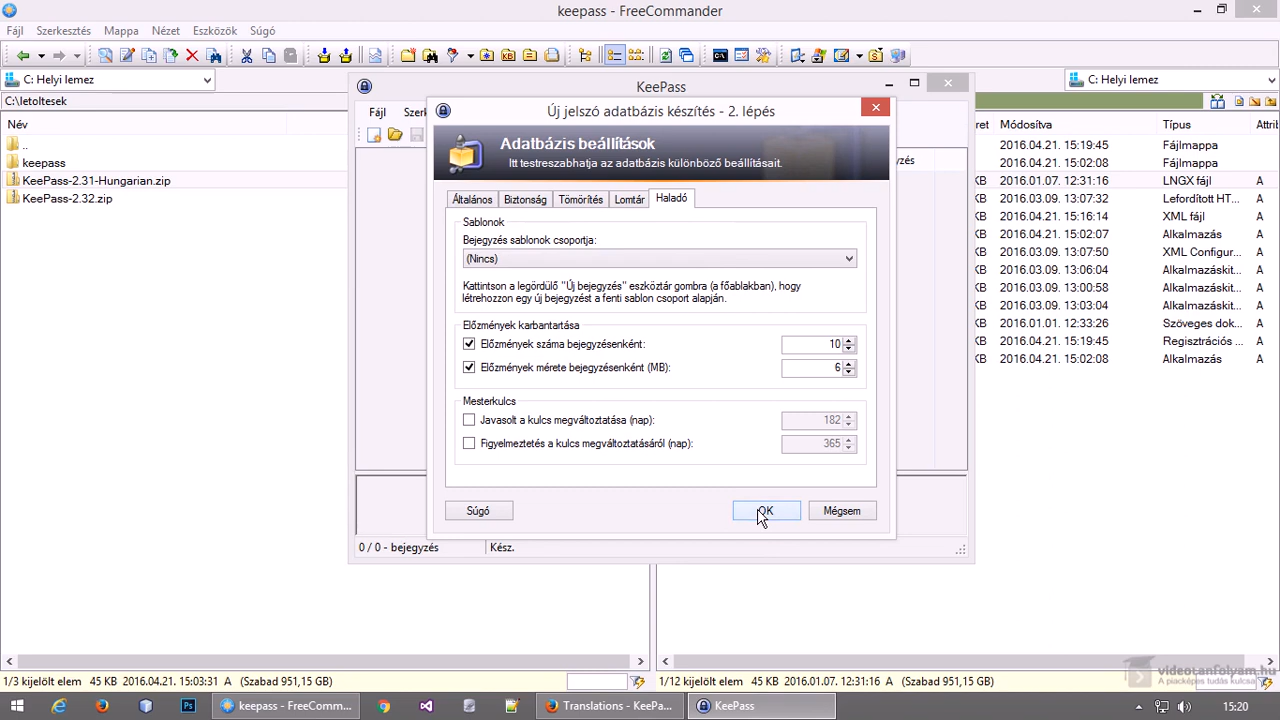 keepass - FreeCommander
Fájl Szerkesztés Mappa Nézet Eszközök Súgó
C: Helyi lemez
C: Helyi lemez
C:\letoltesek
Név
..
keepass
KeePass-2.31-Hungarian.zip
KeePass-2.32.zip
KeePass
Fájl Szerk
Új jelszó adatbázis készítés - 2. lépés
Adatbázis beállítások
Itt testreszabhatja az adatbázis különböző beállításait.
Általános Biztonság Tömörítés Lomtár Haladó
Sablonok
Bejegyzés sablonok csoportja:
(Nincs)
Kattintson a legördülő "Új bejegyzés" eszköztár gombra (a főablakban), hogy
létrehozzon egy új bejegyzést a fenti sablon csoport alapján.
Előzmények karbantartása
Előzmények száma bejegyzésenként: 10
Előzmények mérete bejegyzésenként (MB): 6
Mesterkulcs
Javasolt a kulcs megváltoztatása (nap): 182
Figyelmeztetés a kulcs megváltoztatásáról (nap): 365
Súgó OK Mégsem
zés
0 / 0 - bejegyzés Kész.
ret Módosítva Típus Attrib
2016.04.21. 15:19:45 Fájlmappa
2016.04.21. 15:02:08 Fájlmappa
KB 2016.01.07. 12:31:16 LNGX fájl A
KB 2016.03.09. 13:07:32 Lefordított HT... A
KB 2016.04.21. 15:16:14 XML fájl A
KB 2016.04.21. 15:02:07 Alkalmazás A
KB 2016.03.09. 13:07:50 XML Configur... A
KB 2016.03.09. 13:06:04 Alkalmazáskit... A
KB 2016.03.09. 13:00:58 Alkalmazáskit... A
KB 2016.03.09. 13:03:04 Alkalmazáskit... A
KB 2016.01.01. 12:33:26 Szöveges dok... A
KB 2016.04.21. 15:19:45 Regisztrációs ... A
KB 2016.04.21. 15:02:08 Alkalmazás A
1/3 kijelölt elem 45 KB 2016.04.21. 15:03:31 A (Szabad 951,15 GB)
1/12 kijelölt elem 45 KB 2016.01.07. 12:31:16 A (Szabad 951,15 GB)
videotanfolyam.hu
A piacképes tudás kulcsa
keepass - FreeComm...
Translations - KeePa...
KeePass
15:20